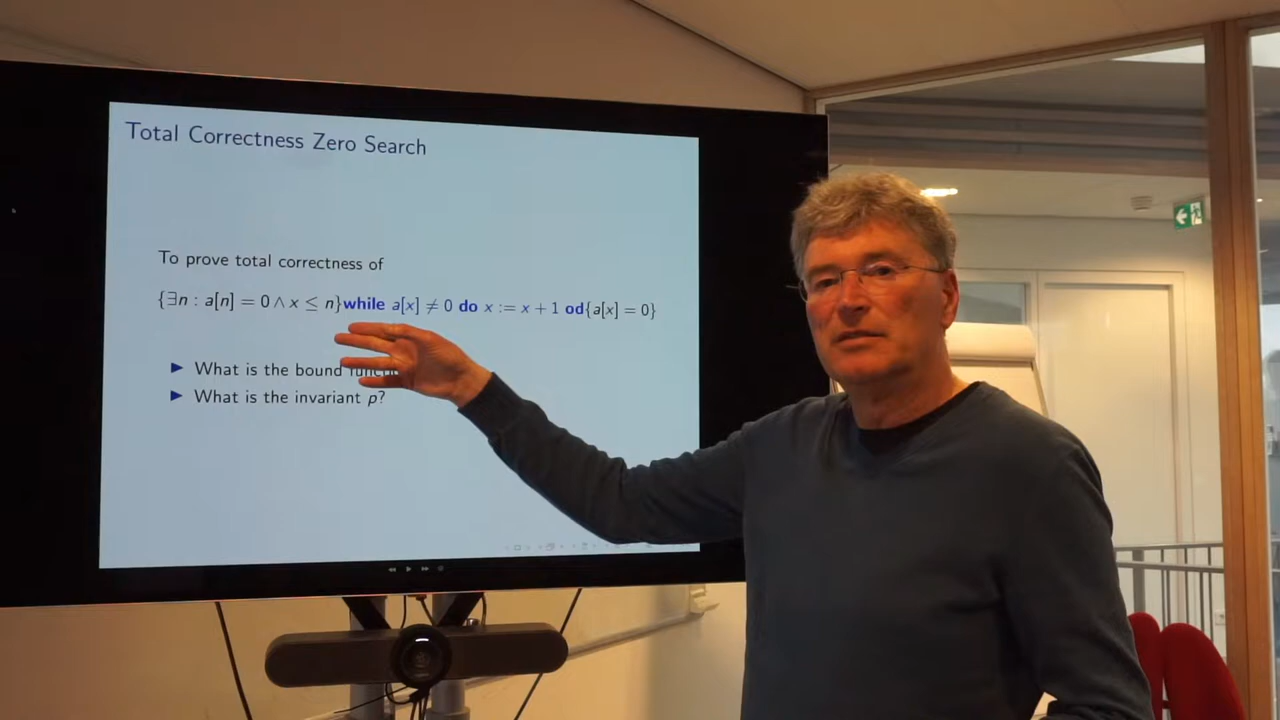 Total Correctness Zero Search
To prove total correctness of
{∃n : a[n] = 0 ∧ x ≤ n}while a[x] ≠ 0 do x := x + 1 od{a[x] = 0}
▶ What is the bound
▶ What is the invariant p?